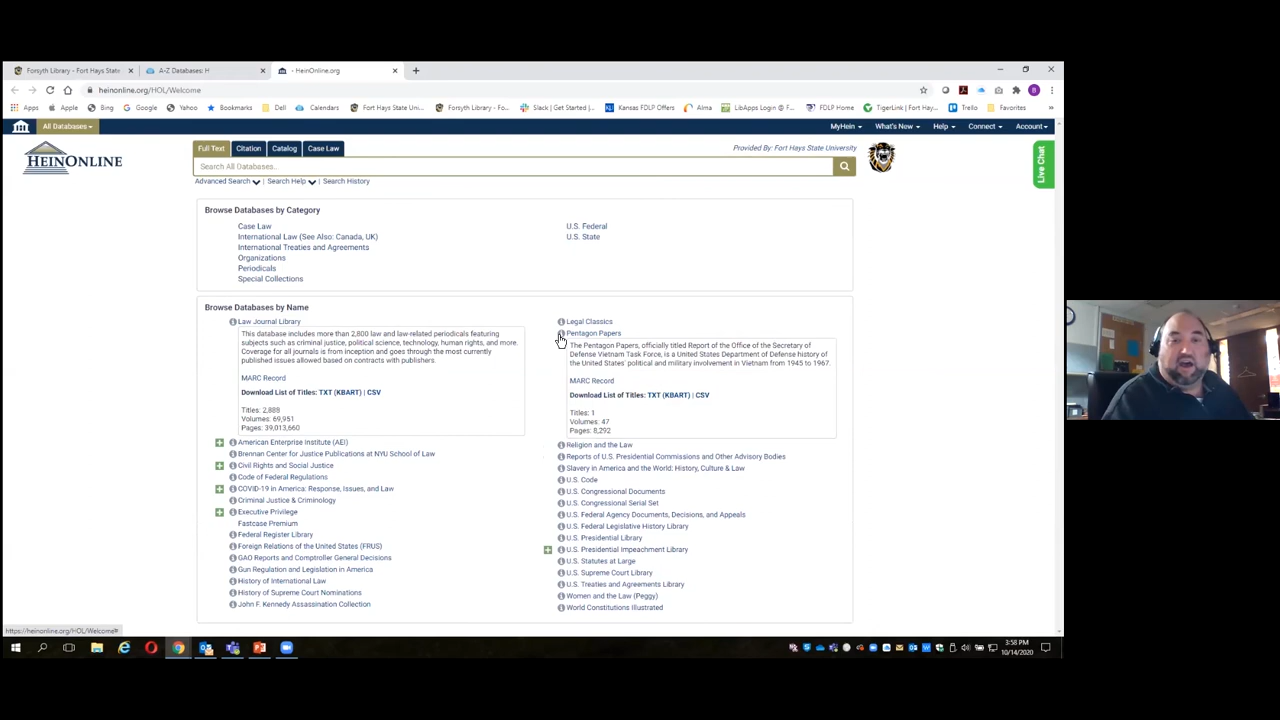 Forsyth Library - Fort Hays State
A-Z Databases: H
- HeinOnline.org
heinonline.org/HOL/Welcome
Apps
Apple
Bing
Google
Yahoo
Bookmarks
Dell
Calendars
Fort Hays State Uni...
Forsyth Library - Fo...
Slack | Get Started |...
Kansas FDLP Offers
Alma
LibApps Login @ F...
FDLP Home
TigerLink | Fort Hay...
Trello
Favorites
All Databases
MyHein
What's New
Help
Connect
Account
HEINONLINE
Full Text
Citation
Catalog
Case Law
Provided By: Fort Hays State University
Search All Databases...
Advanced Search | Search Help | Search History
Live Chat
Browse Databases by Category
Case Law
International Law (See Also: Canada, UK)
International Treaties and Agreements
Organizations
Periodicals
Special Collections
U.S. Federal
U.S. State
Browse Databases by Name
Law Journal Library
This database includes more than 2,800 law and law-related periodicals featuring
subjects such as criminal justice, political science, technology, human rights, and more.
Coverage for all journals is from inception and goes through the most currently
published issues allowed based on contracts with publishers.
MARC Record
Download List of Titles: TXT (KBART) | CSV
Titles: 2,888
Volumes: 69,951
Pages: 39,013,660
American Enterprise Institute (AEI)
Brennan Center for Justice Publications at NYU School of Law
Civil Rights and Social Justice
Code of Federal Regulations
COVID-19 in America: Response, Issues, and Law
Criminal Justice & Criminology
Executive Privilege
Fastcase Premium
Federal Register Library
Foreign Relations of the United States (FRUS)
GAO Reports and Comptroller General Decisions
Gun Regulation and Legislation in America
History of International Law
History of Supreme Court Nominations
John F. Kennedy Assassination Collection
Legal Classics
Pentagon Papers
The Pentagon Papers, officially titled Report of the Office of the Secretary of
Defense Vietnam Task Force, is a United States Department of Defense history of
the United States' political and military involvement in Vietnam from 1945 to 1967.
MARC Record
Download List of Titles: TXT (KBART) | CSV
Titles: 1
Volumes: 47
Pages: 8,292
Religion and the Law
Reports of U.S. Presidential Commissions and Other Advisory Bodies
Slavery in America and the World: History, Culture & Law
U.S. Code
U.S. Congressional Documents
U.S. Congressional Serial Set
U.S. Federal Agency Documents, Decisions, and Appeals
U.S. Federal Legislative History Library
U.S. Presidential Library
U.S. Presidential Impeachment Library
U.S. Statutes at Large
U.S. Supreme Court Library
U.S. Treaties and Agreements Library
Women and the Law (Peggy)
World Constitutions Illustrated
https://heinonline.org/HOL/Welcome#
3:58 PM
10/14/2020